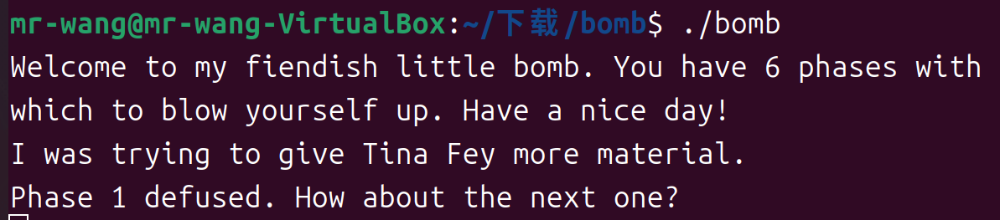 mr-wang@mr-wang-VirtualBox:~/下载/bomb$ ./bomb
Welcome to my fiendish little bomb. You have 6 phases with
which to blow yourself up. Have a nice day!
I was trying to give Tina Fey more material.
Phase 1 defused. How about the next one?